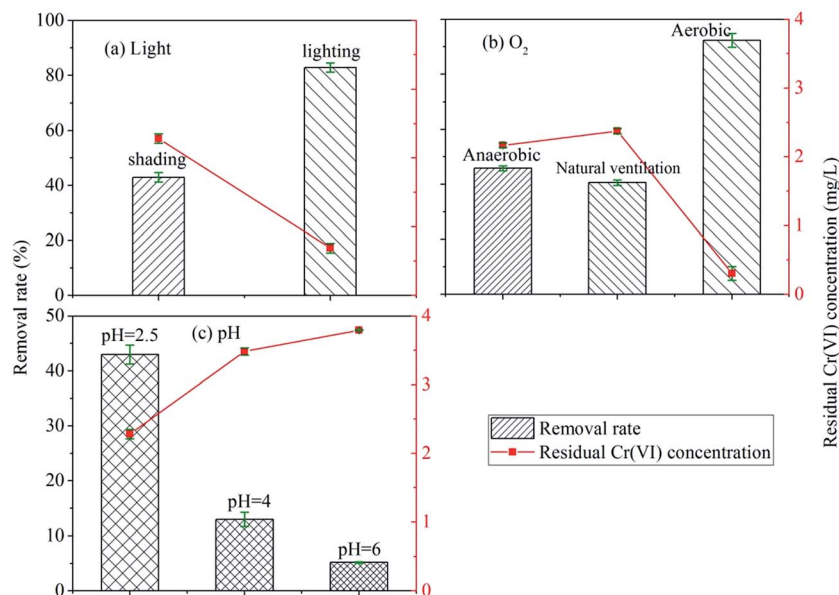 100
80
60
40
20
0
(a) Light
shading
lighting
(b) O₂
Anaerobic
Natural ventilation
Aerobic
4
3
2
1
0
Removal rate (%)
Residual Cr(VI) concentration (mg/L)
50
40
30
20
10
0
pH=2.5
(c) pH
pH=4
pH=6
4
3
2
1
0
Removal rate
Residual Cr(VI) concentration